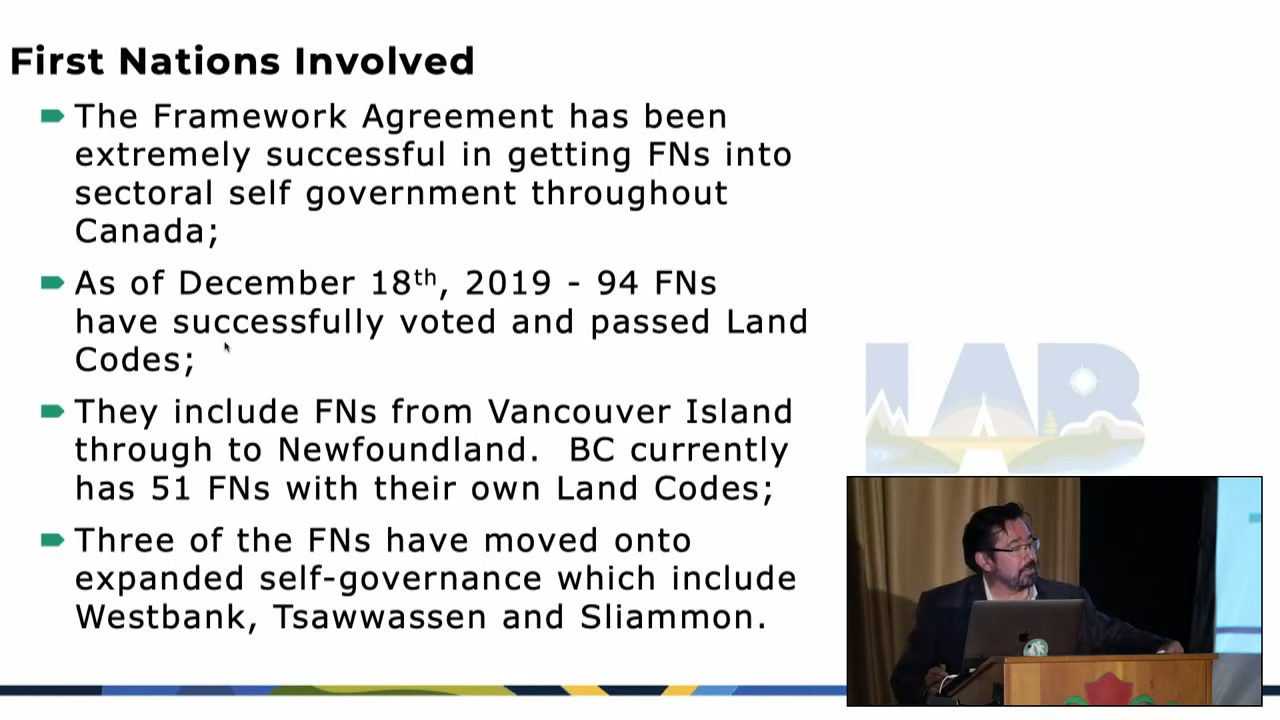 First Nations Involved
The Framework Agreement has been
extremely successful in getting FNs into
sectoral self government throughout
Canada;
As of December 18th, 2019 - 94 FNs
have successfully voted and passed Land
Codes;
They include FNs from Vancouver Island
through to Newfoundland.  BC currently
has 51 FNs with their own Land Codes;
Three of the FNs have moved onto
expanded self-governance which include
Westbank, Tsawwassen and Sliammon.
LAB